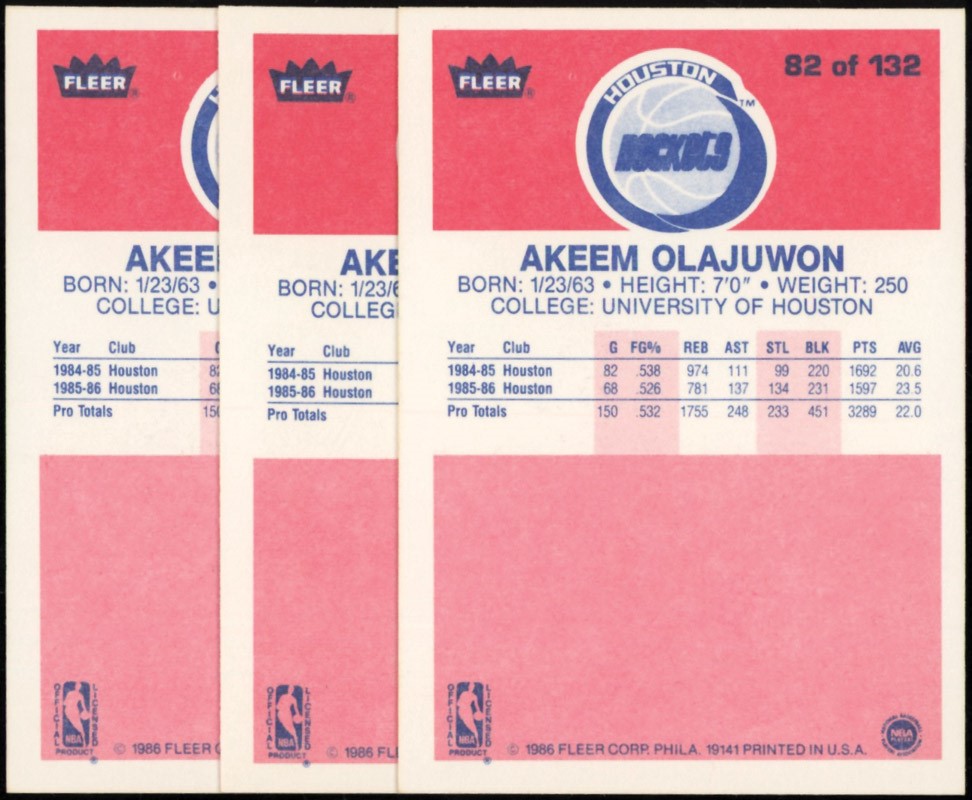 FLEER®
AKEE
BORN: 1/23/63 •
COLLEGE: U
Year Club
1984-85 Houston 82
1985-86 Houston 68
Pro Totals 150
OFFICIAL LICENSED
NBA
PRODUCT ®
© 1986 FLEER
FLEER®
AKE
BORN: 1/23/6
COLLEG
Year Club
1984-85 Houston
1985-86 Houston
Pro Totals
OFFICIAL LICENSED
NBA
PRODUCT ®
© 1986 FL
FLEER®
HOUSTON
ROCKETS
TM
82 of 132
AKEEM OLAJUWON
BORN: 1/23/63 • HEIGHT: 7'0" • WEIGHT: 250
COLLEGE: UNIVERSITY OF HOUSTON
Year Club G FG% REB AST STL BLK PTS AVG
1984-85 Houston 82 .538 974 111 99 220 1692 20.6
1985-86 Houston 68 .526 781 137 134 231 1597 23.5
Pro Totals 150 .532 1755 248 233 451 3289 22.0
OFFICIAL LICENSED
NBA
PRODUCT ®
© 1986 FLEER CORP. PHILA. 19141 PRINTED IN U.S.A.
NBA
PLAYERS